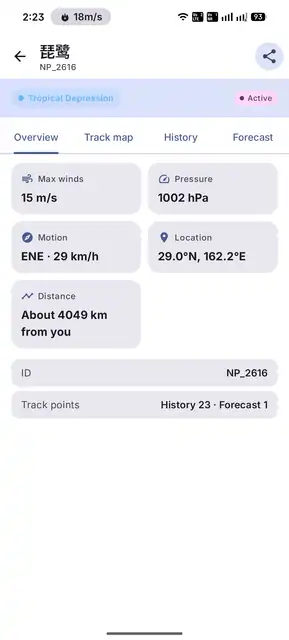 2:23
18m/s
93
琵鹭
NP_2616
Tropical Depression
Active
Overview
Track map
History
Forecast
Max winds
15 m/s
Pressure
1002 hPa
Motion
ENE · 29 km/h
Location
29.0°N, 162.2°E
Distance
About 4049 km
from you
ID
NP_2616
Track points
History 23 · Forecast 1